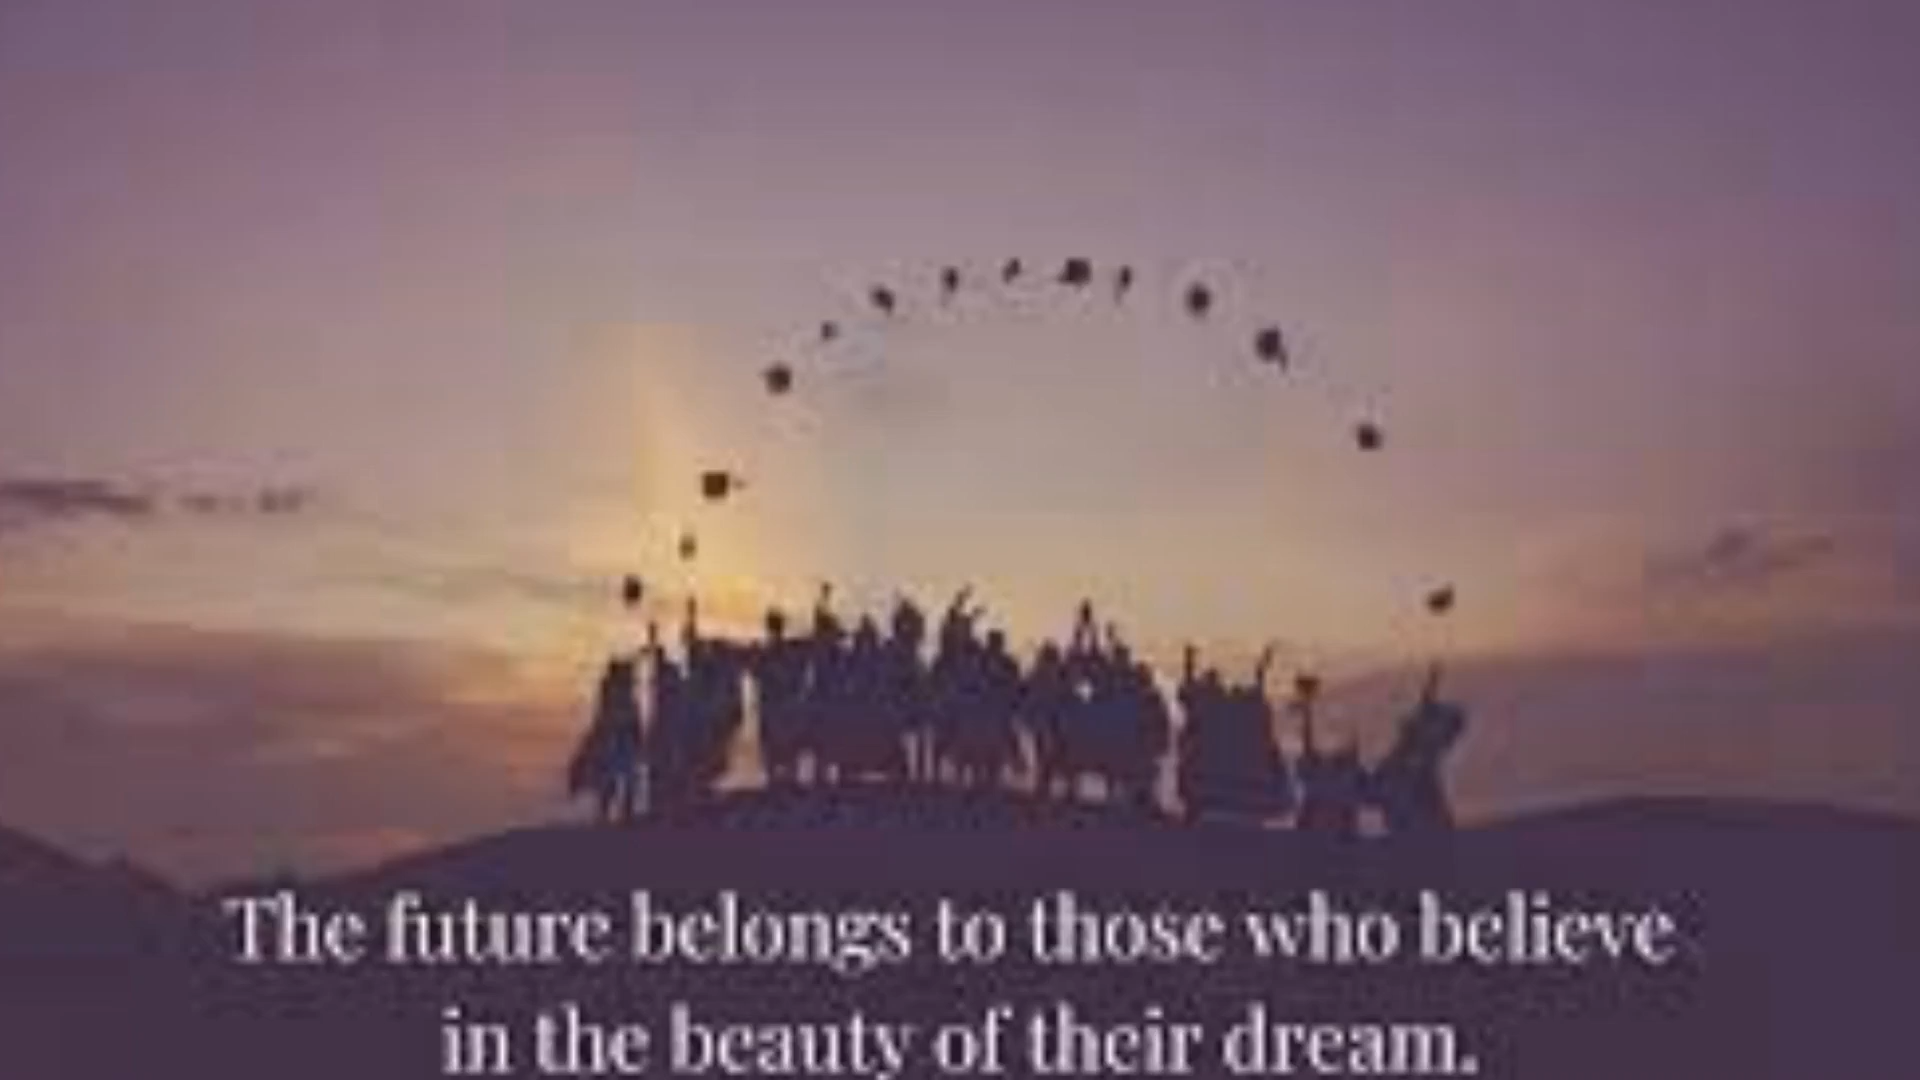 The future belongs to those who believe
in the beauty of their dream.